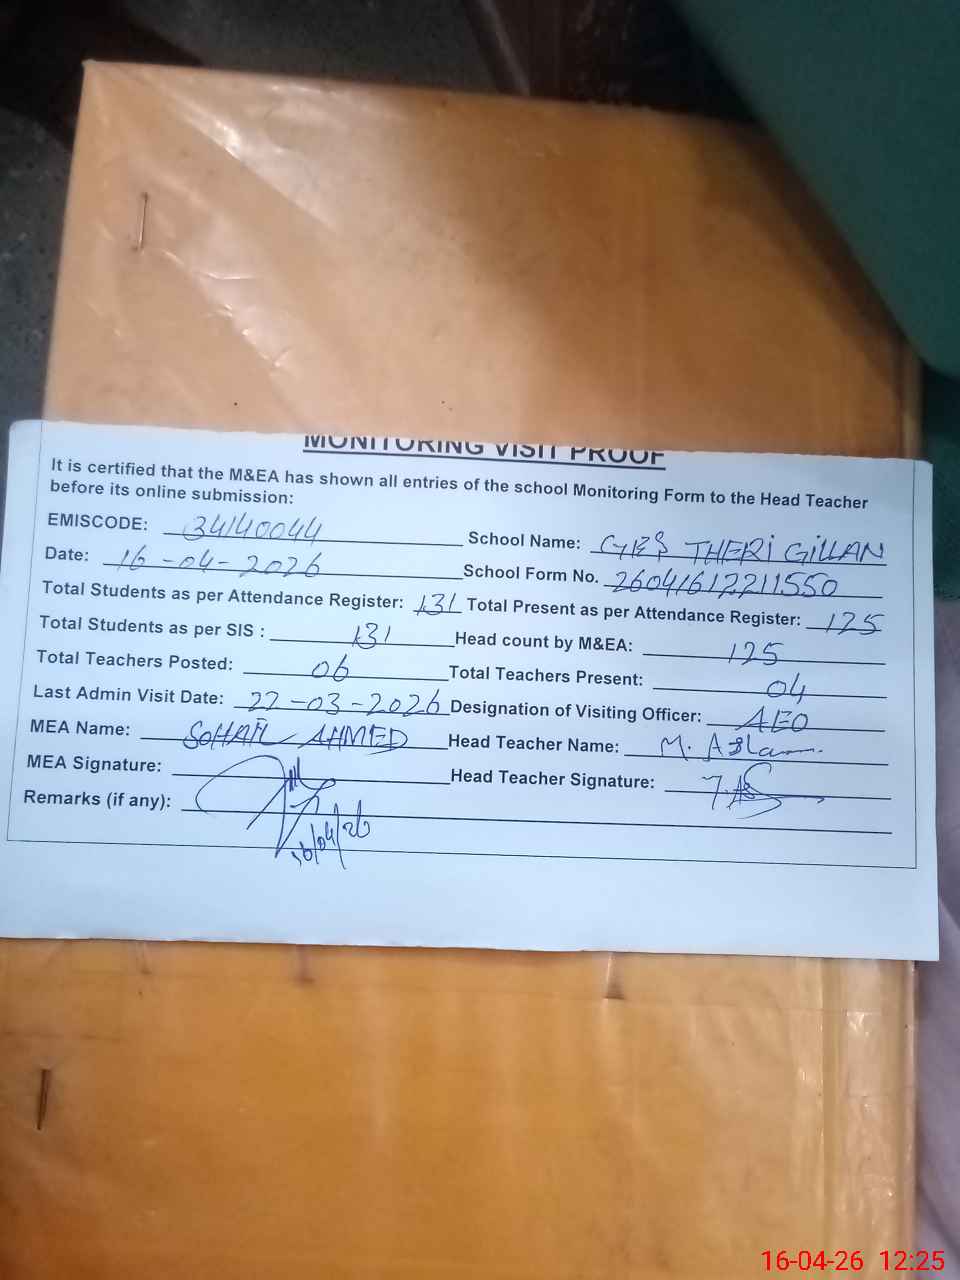 MONITORING VISIT PROOF
It is certified that the M&EA has shown all entries of the school Monitoring Form to the Head Teacher
before its online submission:
EMISCODE: 34140044 School Name: GES THERI GILLAN
Date: 16-04-2026 School Form No. 26041612211550
Total Students as per Attendance Register: 131 Total Present as per Attendance Register: 125
Total Students as per SIS : 131 Head count by M&EA: 125
Total Teachers Posted: 06 Total Teachers Present: 04
Last Admin Visit Date: 22-03-2026 Designation of Visiting Officer: AEO
MEA Name: SOHAIL AHMED Head Teacher Name: M. Aslam
MEA Signature: Head Teacher Signature:
Remarks (if any):
16/04/26
16-04-26 12:25